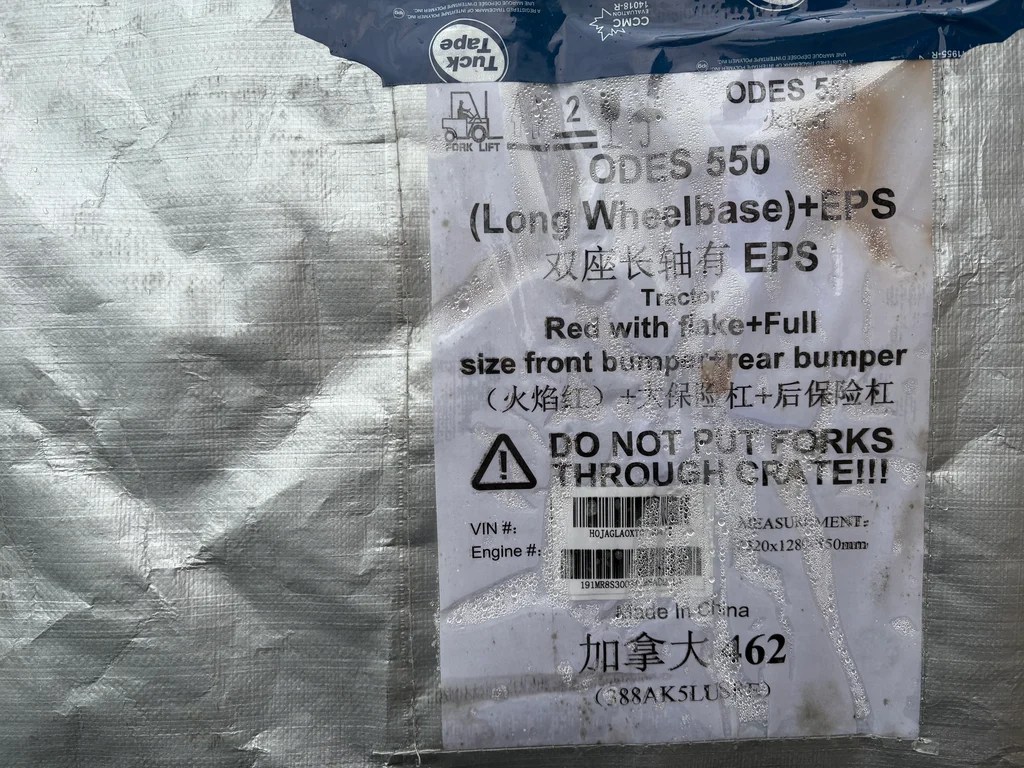 CCMC
EVALUATION
14018-R
Tuck
Tape
FORK LIFT
2
ODES
ODES 550
(Long Wheelbase)+EPS
双座长轴有 EPS
Tractor
Red with flake+Full
size front bumper+rear bumper
（火焰红）+大保险杠+后保险杠
DO NOT PUT FORKS
THROUGH CRATE!!!
VIN #:
Engine #:
MEASUREMENT:
Made In China
加拿大 462